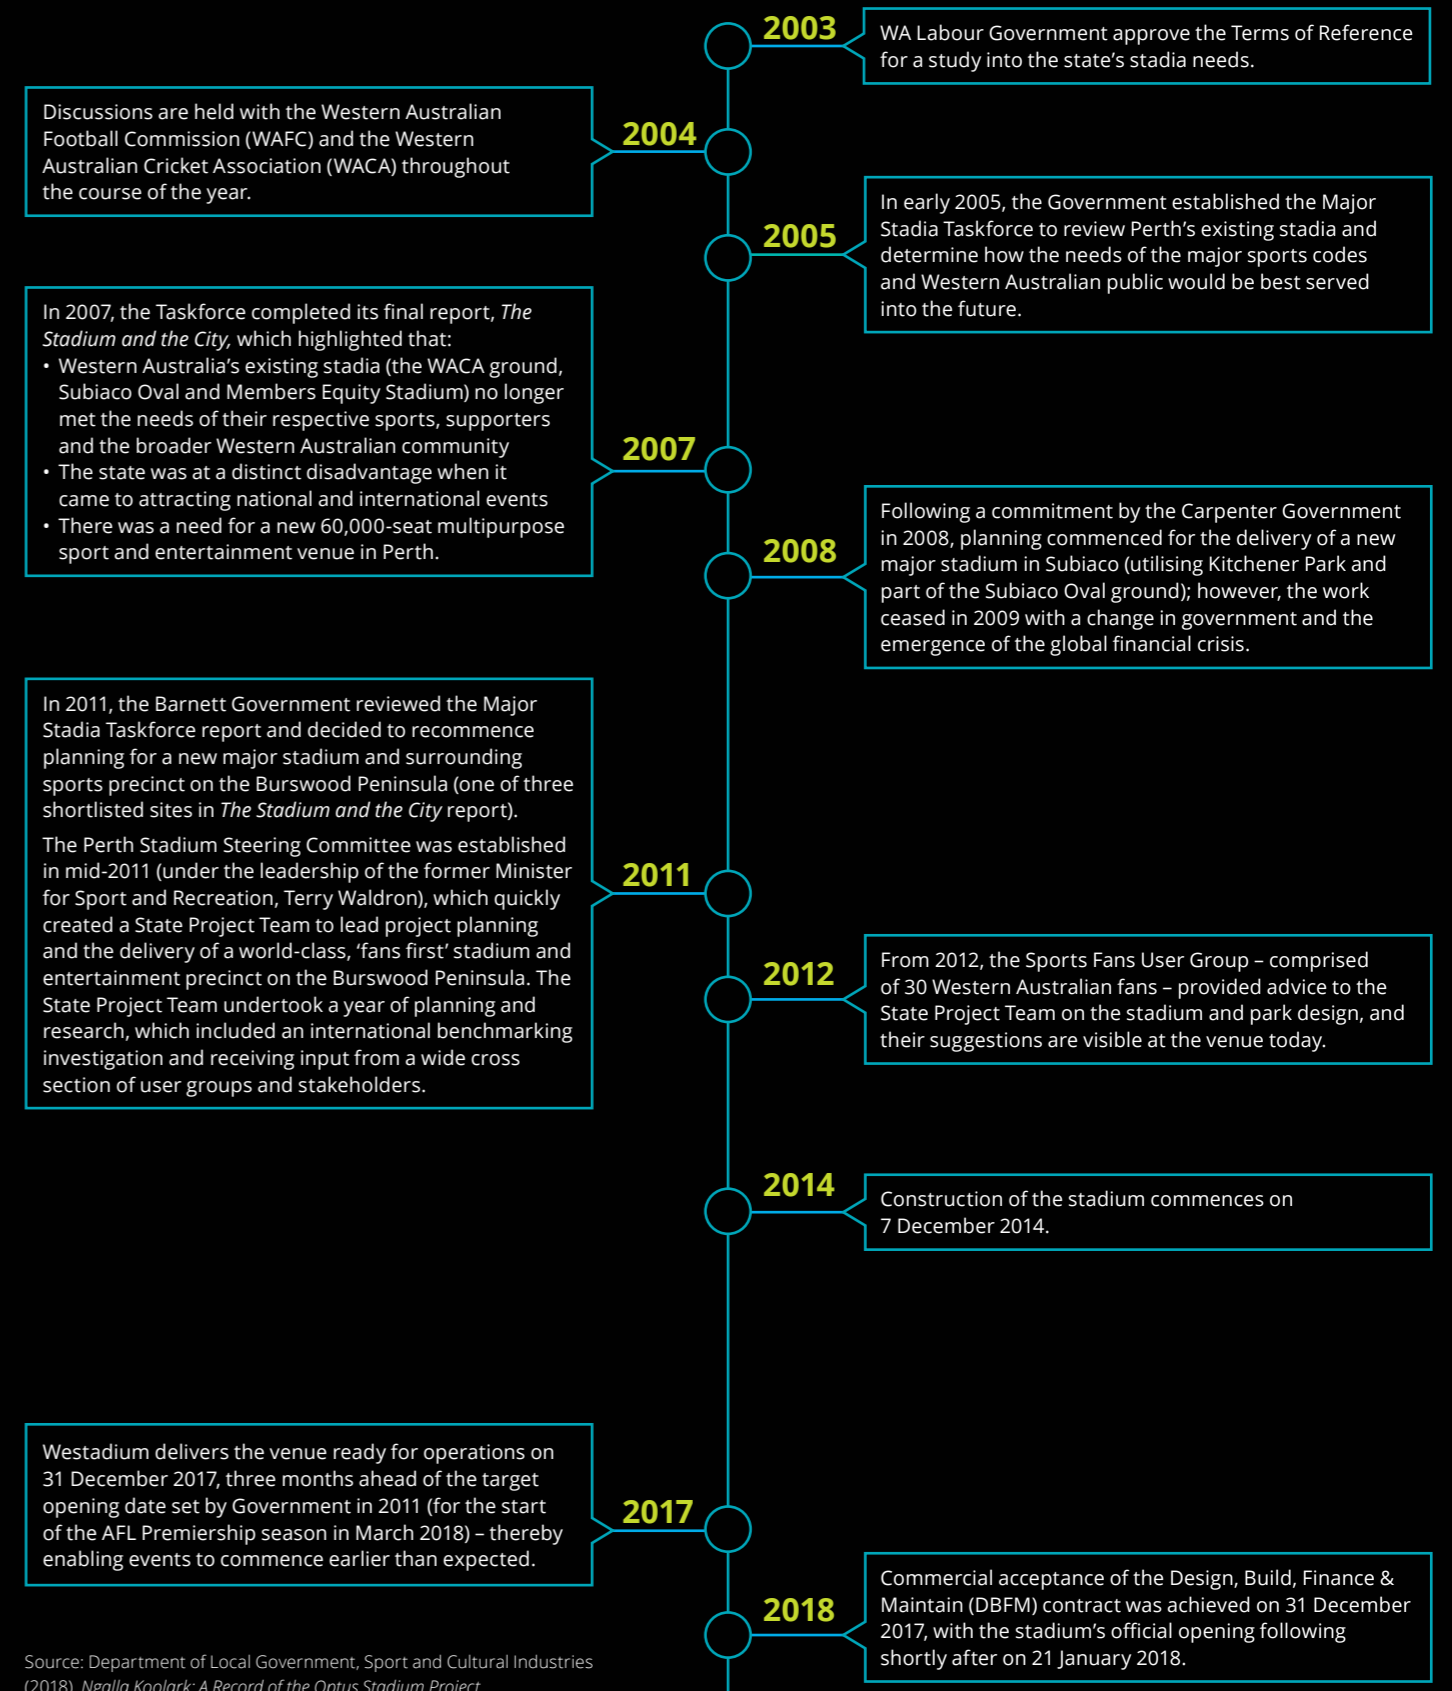 2003
WA Labour Government approve the Terms of Reference
for a study into the state's stadia needs.
Discussions are held with the Western Australian
Football Commission (WAFC) and the Western
Australian Cricket Association (WACA) throughout
the course of the year.
2004
2005
In early 2005, the Government established the Major
Stadia Taskforce to review Perth's existing stadia and
determine how the needs of the major sports codes
and Western Australian public would be best served
into the future.
In 2007, the Taskforce completed its final report, The
Stadium and the City, which highlighted that:
• Western Australia's existing stadia (the WACA ground,
Subiaco Oval and Members Equity Stadium) no longer
met the needs of their respective sports, supporters
and the broader Western Australian community
• The state was at a distinct disadvantage when it
came to attracting national and international events
• There was a need for a new 60,000-seat multipurpose
sport and entertainment venue in Perth.
2007
2008
Following a commitment by the Carpenter Government
in 2008, planning commenced for the delivery of a new
major stadium in Subiaco (utilising Kitchener Park and
part of the Subiaco Oval ground); however, the work
ceased in 2009 with a change in government and the
emergence of the global financial crisis.
In 2011, the Barnett Government reviewed the Major
Stadia Taskforce report and decided to recommence
planning for a new major stadium and surrounding
sports precinct on the Burswood Peninsula (one of three
shortlisted sites in The Stadium and the City report).
The Perth Stadium Steering Committee was established
in mid-2011 (under the leadership of the former Minister
for Sport and Recreation, Terry Waldron), which quickly
created a State Project Team to lead project planning
and the delivery of a world-class, 'fans first' stadium and
entertainment precinct on the Burswood Peninsula. The
State Project Team undertook a year of planning and
research, which included an international benchmarking
investigation and receiving input from a wide cross
section of user groups and stakeholders.
2011
2012
From 2012, the Sports Fans User Group – comprised
of 30 Western Australian fans – provided advice to the
State Project Team on the stadium and park design, and
their suggestions are visible at the venue today.
2014
Construction of the stadium commences on
7 December 2014.
Westadium delivers the venue ready for operations on
31 December 2017, three months ahead of the target
opening date set by Government in 2011 (for the start
of the AFL Premiership season in March 2018) – thereby
enabling events to commence earlier than expected.
2017
2018
Commercial acceptance of the Design, Build, Finance &
Maintain (DBFM) contract was achieved on 31 December
2017, with the stadium's official opening following
shortly after on 21 January 2018.
Source: Department of Local Government, Sport and Cultural Industries
(2018). Ngalla Koolark: A Record of the Optus Stadium Project